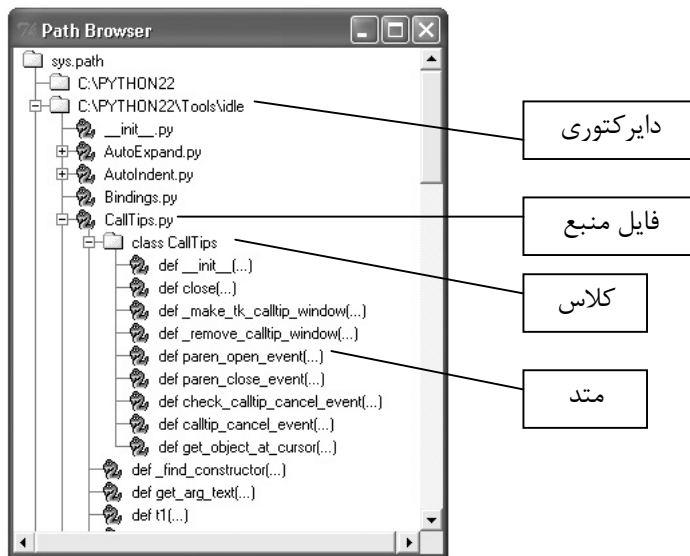 Path Browser
sys.path
C:\PYTHON22
C:\PYTHON22\Tools\idle
__init__.py
AutoExpand.py
AutoIndent.py
Bindings.py
CallTips.py
class CallTips
def __init__(...)
def close(...)
def _make_tk_calltip_window(...)
def _remove_calltip_window(...)
def paren_open_event(...)
def paren_close_event(...)
def check_calltip_cancel_event(...)
def calltip_cancel_event(...)
def get_object_at_cursor(...)
def _find_constructor(...)
def get_arg_text(...)
def t1(...)
دایرکتوری
فایل منبع
کلاس
متد